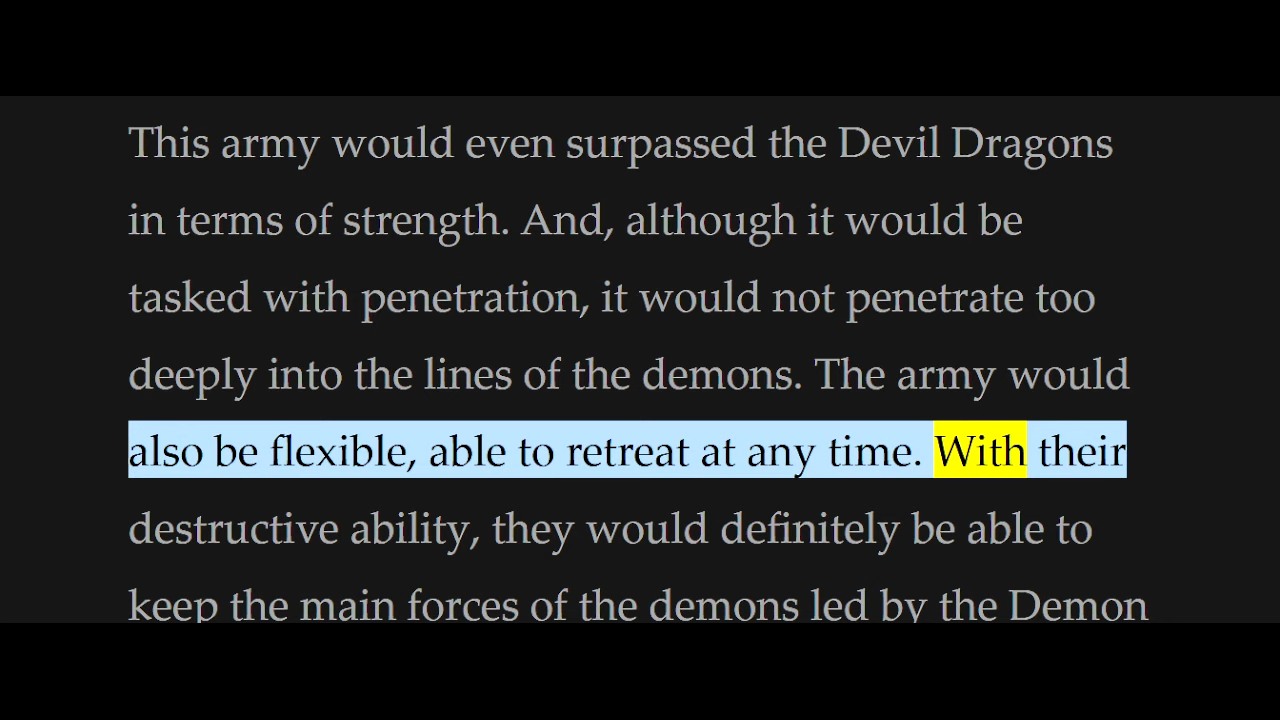 This army would even surpassed the Devil Dragons
in terms of strength. And, although it would be
tasked with penetration, it would not penetrate too
deeply into the lines of the demons. The army would
also be flexible, able to retreat at any time. With their
destructive ability, they would definitely be able to
keep the main forces of the demons led by the Demon